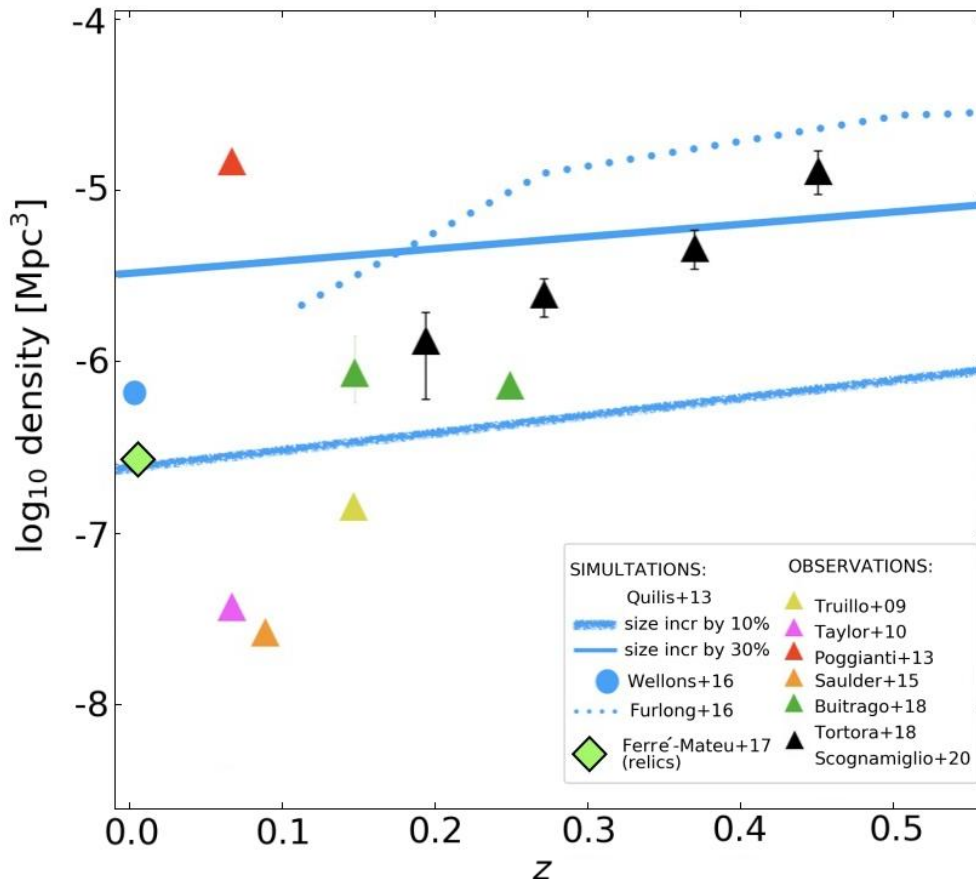 -4
-5
-6
-7
-8
log₁₀ density [Mpc³]
0.0 0.1 0.2 0.3 0.4 0.5
z
SIMULTATIONS:
Quilis+13
size incr by 10%
size incr by 30%
Wellons+16
Furlong+16
Ferré-Mateu+17
(relics)
OBSERVATIONS:
Truillo+09
Taylor+10
Poggianti+13
Saulder+15
Buitrago+18
Tortora+18
Scognamiglio+20